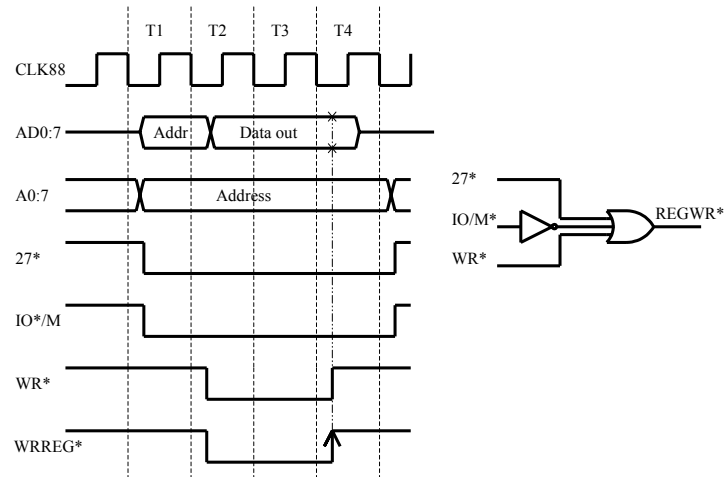 T1 T2 T3 T4
CLK88
AD0:7 Addr Data out
A0:7 Address
27*
IO*/M
WR*
WRREG*
27*
IO/M* REGWR*
WR*